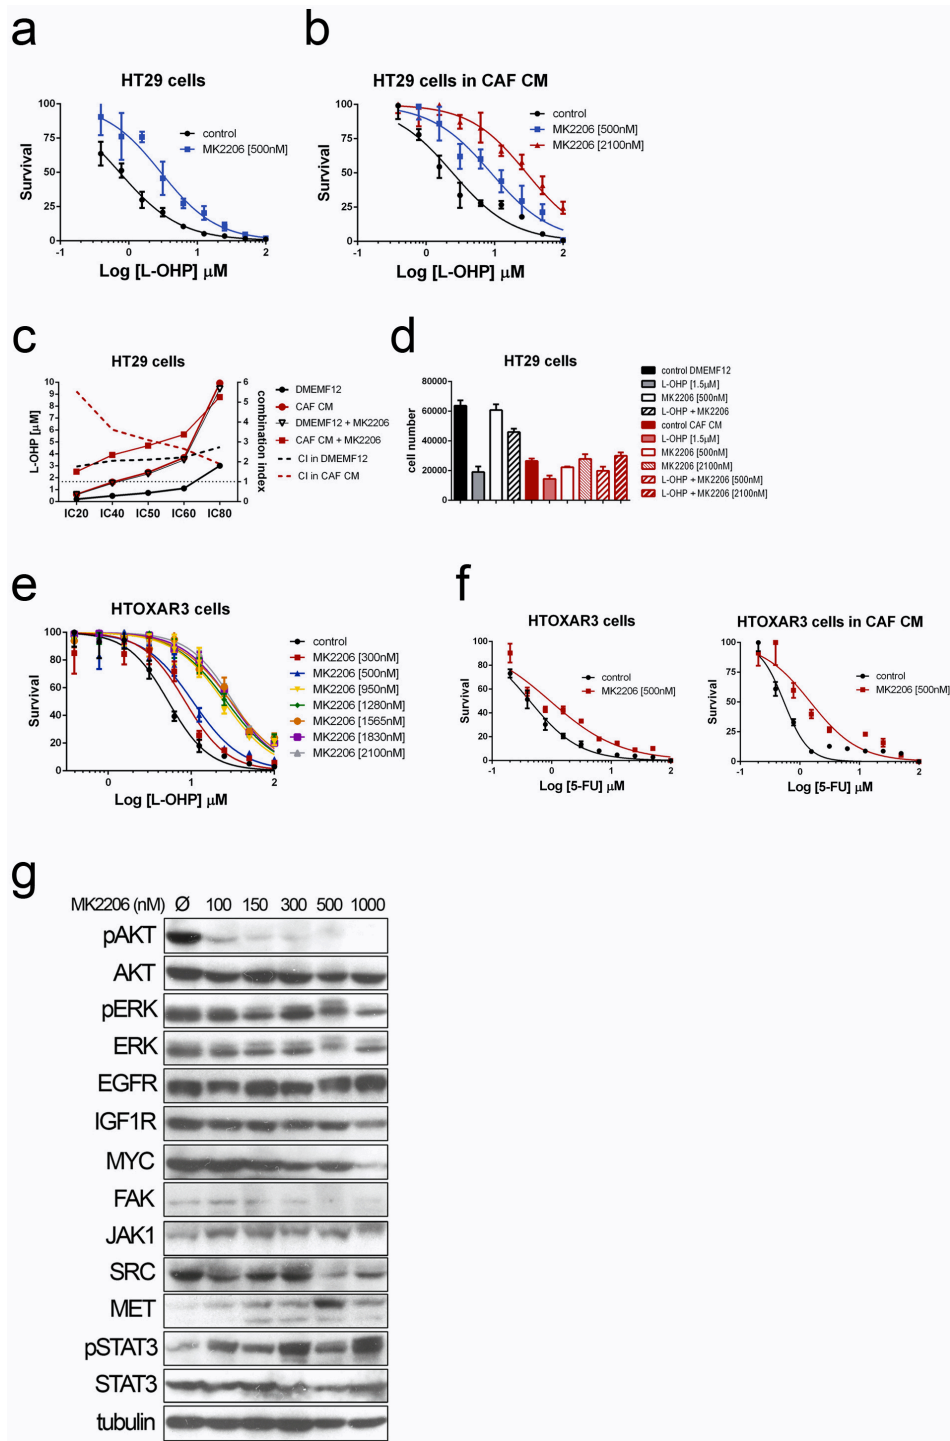 a
b
HT29 cells
HT29 cells in CAF CM
100
75
50
25
0
Survival
-1
0
1
2
Log [L-OHP] μM
control
MK2206 [500nM]
100
75
50
25
0
Survival
-1
0
1
2
Log [L-OHP] μM
control
MK2206 [500nM]
MK2206 [2100nM]
c
d
HT29 cells
10
9
8
7
6
5
4
3
2
1
0
L-OHP [μM]
6
5
4
3
2
1
0
combination index
IC20 IC40 IC50 IC60 IC80
DMEMF12
CAF CM
DMEMF12 + MK2206
CAF CM + MK2206
CI in DMEMF12
CI in CAF CM
HT29 cells
80000
60000
40000
20000
0
cell number
control DMEMF12
L-OHP [1.5μM]
MK2206 [500nM]
L-OHP + MK2206
control CAF CM
L-OHP [1.5μM]
MK2206 [500nM]
MK2206 [2100nM]
L-OHP + MK2206 [500nM]
L-OHP + MK2206 [2100nM]
e
f
HTOXAR3 cells
100
80
60
40
20
0
Survival
0
1
2
Log [L-OHP] μM
control
MK2206 [300nM]
MK2206 [500nM]
MK2206 [950nM]
MK2206 [1280nM]
MK2206 [1565nM]
MK2206 [1830nM]
MK2206 [2100nM]
HTOXAR3 cells
100
80
60
40
20
0
Survival
-1
0
1
2
Log [5-FU] μM
control
MK2206 [500nM]
HTOXAR3 cells in CAF CM
100
75
50
25
0
Survival
-1
0
1
2
Log [5-FU] μM
control
MK2206 [500nM]
g
MK2206 (nM) Ø 100 150 300 500 1000
pAKT
AKT
pERK
ERK
EGFR
IGF1R
MYC
FAK
JAK1
SRC
MET
pSTAT3
STAT3
tubulin